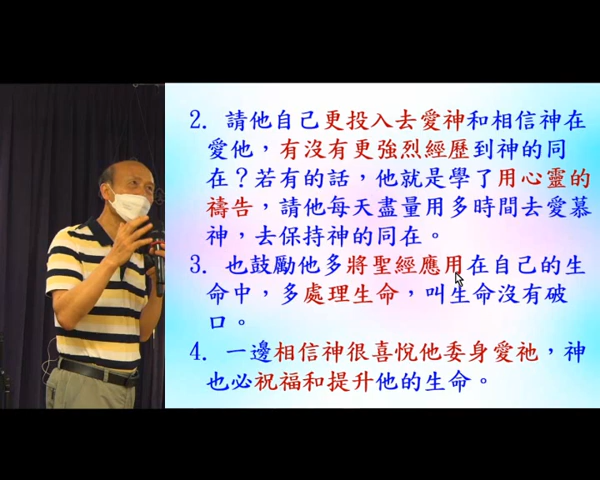 2. 請他自己更投入去愛神和相信神在
愛他，有沒有更強烈經歷到神的同
在？若有的話，他就是學了用心靈的
禱告，請他每天盡量用多時間去愛慕
神，去保持神的同在。
3. 也鼓勵他多將聖經應用在自己的生
命中，多處理生命，叫生命沒有破
口。
4. 一邊相信神很喜悅他委身愛祂，神
也必祝福和提升他的生命。